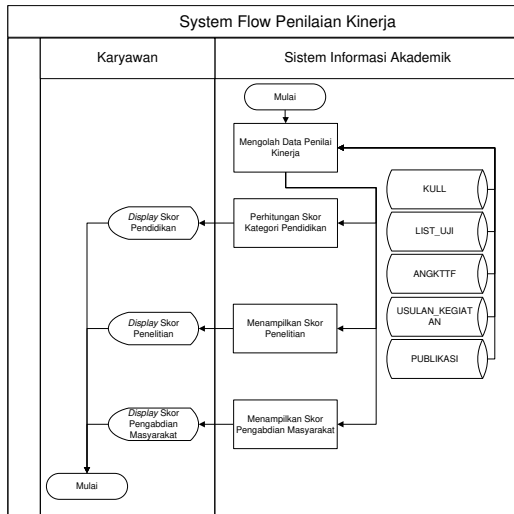 System Flow Penilaian Kinerja
Karyawan
Sistem Informasi Akademik
Mulai
Mengolah Data Penilai
Kinerja
KULL
LIST_UJI
ANGKTTF
USULAN_KEGIAT
AN
PUBLIKASI
Display Skor
Pendidikan
Perhitungan Skor
Kategori Pendidikan
Display Skor
Penelitian
Menampilkan Skor
Penelitian
Display Skor
Pengabdian
Masyarakat
Menampilkan Skor
Pengabdian Masyarakat
Mulai